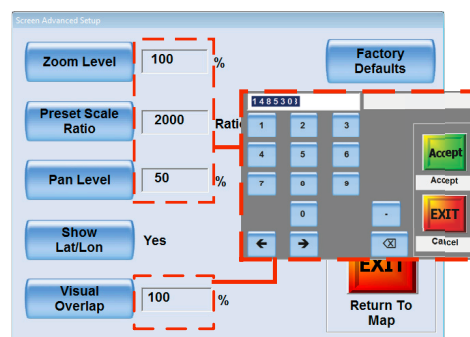 Screen Advanced Setup
Zoom Level
100
%
Factory
Defaults
Preset Scale
Ratio
2000
Ratio
Pan Level
50
%
Show
Lat/Lon
Yes
Visual
Overlap
100
%
1485303
1
2
3
4
5
6
7
8
9
0
.
Accept
Accept
EXIT
Cancel
EXIT
Return To
Map